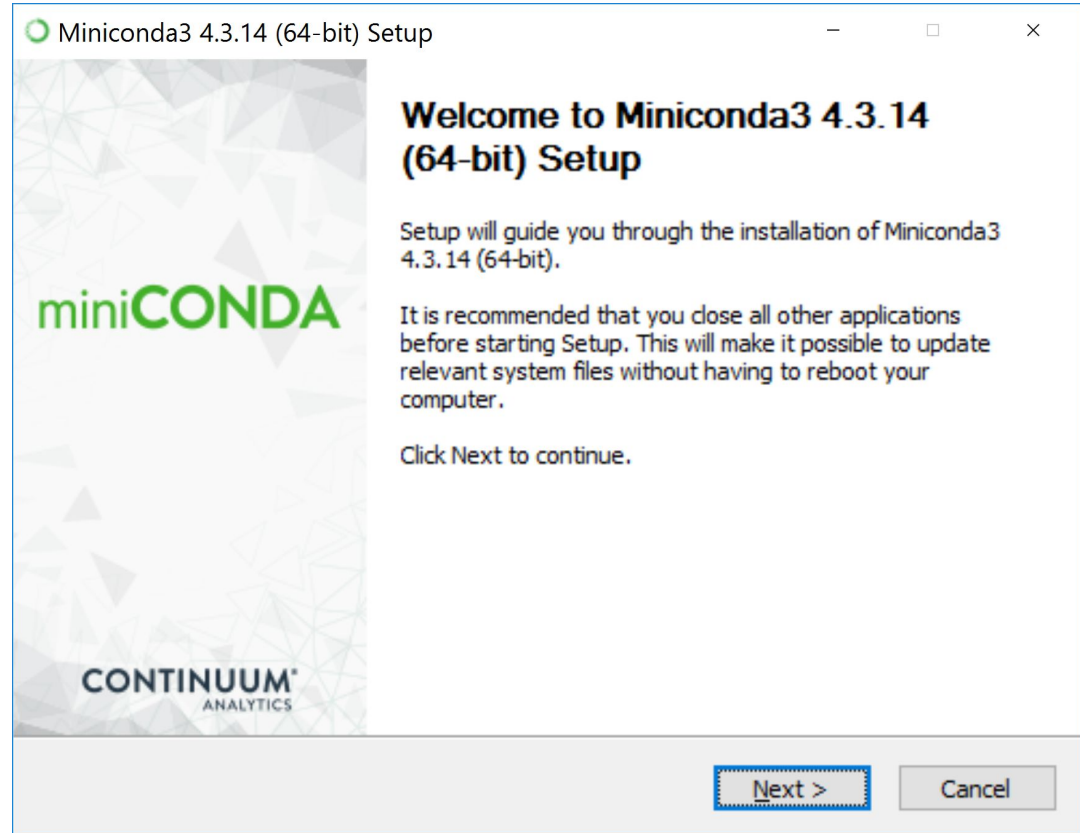 Miniconda3 4.3.14 (64-bit) Setup
Welcome to Miniconda3 4.3.14
(64-bit) Setup
Setup will guide you through the installation of Miniconda3
4.3.14 (64-bit).
It is recommended that you close all other applications
before starting Setup. This will make it possible to update
relevant system files without having to reboot your
computer.
Click Next to continue.
miniCONDA
CONTINUUM®
ANALYTICS
Next >
Cancel